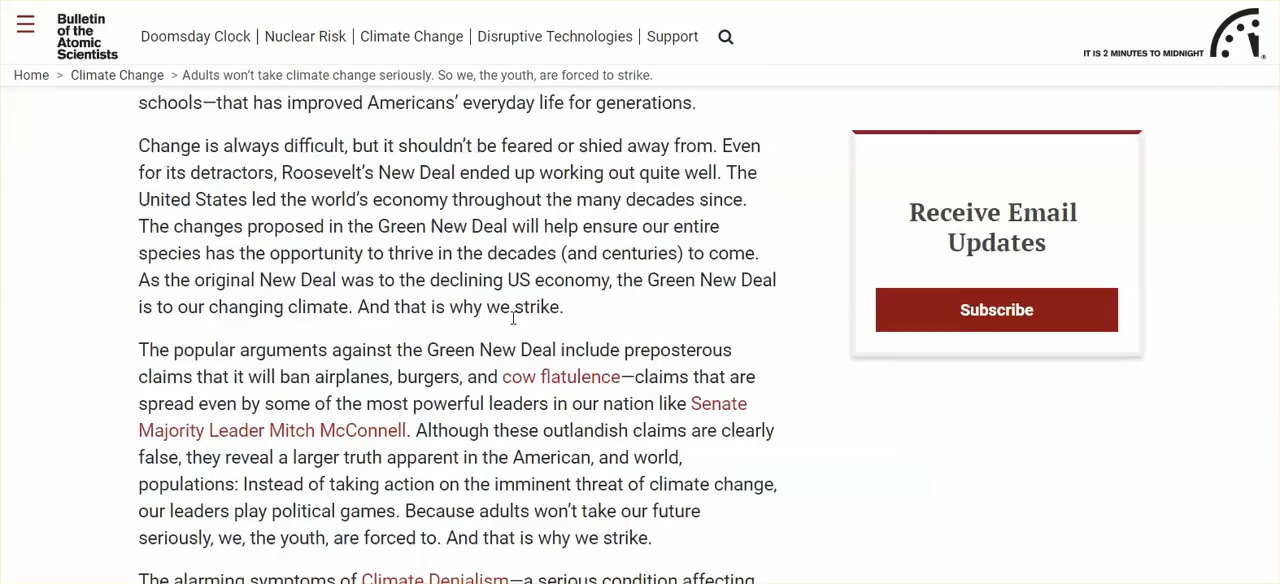 Bulletin
of the
Atomic
Scientists
Doomsday Clock | Nuclear Risk | Climate Change | Disruptive Technologies | Support
IT IS 2 MINUTES TO MIDNIGHT
Home > Climate Change > Adults won’t take climate change seriously. So we, the youth, are forced to strike.
schools—that has improved Americans’ everyday life for generations.
Change is always difficult, but it shouldn’t be feared or shied away from. Even
for its detractors, Roosevelt’s New Deal ended up working out quite well. The
United States led the world’s economy throughout the many decades since.
The changes proposed in the Green New Deal will help ensure our entire
species has the opportunity to thrive in the decades (and centuries) to come.
As the original New Deal was to the declining US economy, the Green New Deal
is to our changing climate. And that is why we strike.
The popular arguments against the Green New Deal include preposterous
claims that it will ban airplanes, burgers, and cow flatulence—claims that are
spread even by some of the most powerful leaders in our nation like Senate
Majority Leader Mitch McConnell. Although these outlandish claims are clearly
false, they reveal a larger truth apparent in the American, and world,
populations: Instead of taking action on the imminent threat of climate change,
our leaders play political games. Because adults won’t take our future
seriously, we, the youth, are forced to. And that is why we strike.
The alarming symptoms of Climate Denialism—a serious condition affecting
Receive Email
Updates
Subscribe